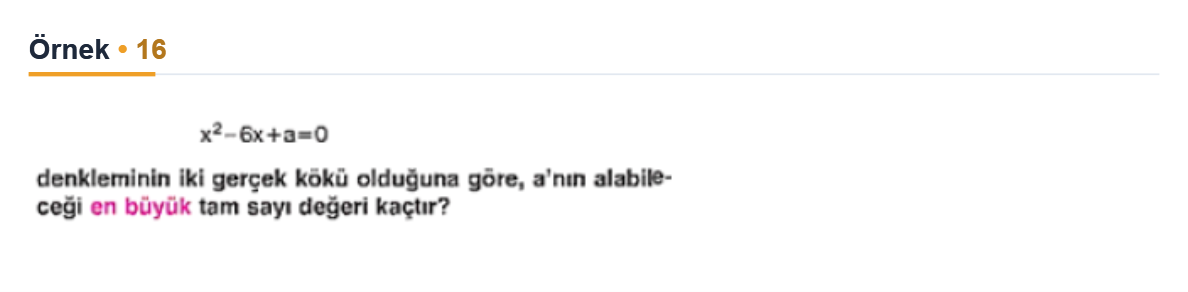 Örnek • 16
x²-6x+a=0
denkleminin iki gerçek kökü olduğuna göre, a'nın alabile-
ceği en büyük tam sayı değeri kaçtır?